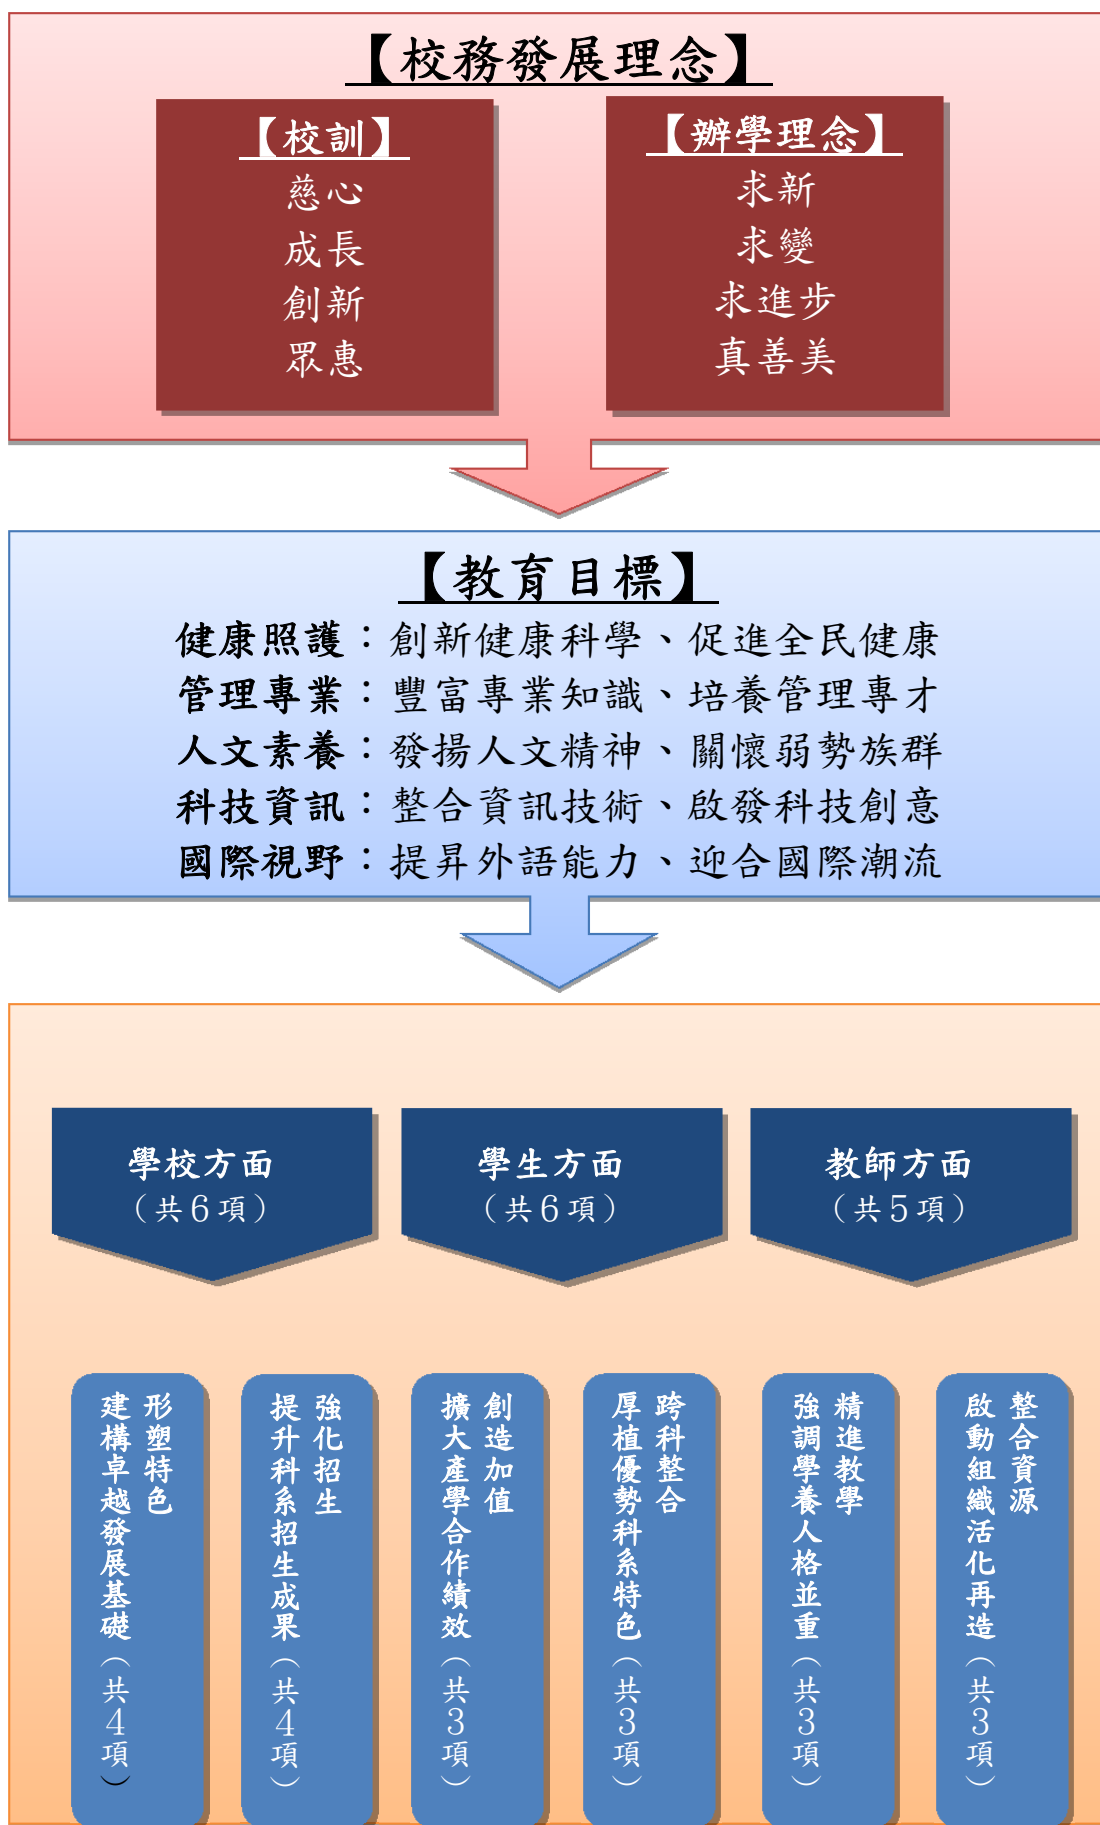 【校務發展理念】
【校訓】
慈心
成長
創新
眾惠
【辦學理念】
求新
求變
求進步
真善美
【教育目標】
健康照護：創新健康科學、促進全民健康
管理專業：豐富專業知識、培養管理專才
人文素養：發揚人文精神、關懷弱勢族群
科技資訊：整合資訊技術、啟發科技創意
國際視野：提昇外語能力、迎合國際潮流
學校方面
（共6項）
學生方面
（共6項）
教師方面
（共5項）
形塑特色
建構卓越發展基礎（共4項）
強化招生
提升科系招生成果（共4項）
創造加值
擴大產學合作績效（共3項）
跨科整合
厚植優勢科系特色（共3項）
精進教學
強調學養人格並重（共3項）
整合資源
啟動組織活化再造（共3項）